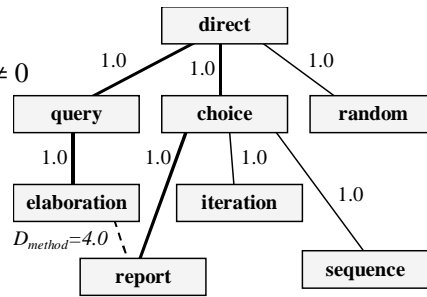 direct
1.0
1.0
1.0
≠ 0
query
choice
random
1.0
1.0
1.0
1.0
elaboration
iteration
D_method=4.0
report
sequence